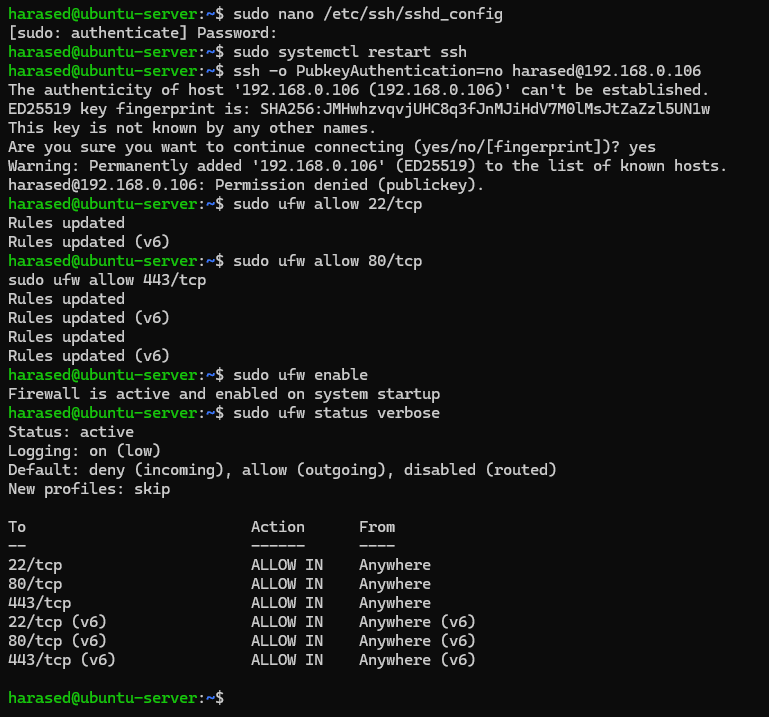 harased@ubuntu-server:~$ sudo nano /etc/ssh/sshd_config
[sudo: authenticate] Password:
harased@ubuntu-server:~$ sudo systemctl restart ssh
harased@ubuntu-server:~$ ssh -o PubkeyAuthentication=no harased@192.168.0.106
The authenticity of host '192.168.0.106 (192.168.0.106)' can't be established.
ED25519 key fingerprint is: SHA256:JMHwhzvqvjUHC8q3fJnMJiHdV7M0lMsJtZaZzl5UN1w
This key is not known by any other names.
Are you sure you want to continue connecting (yes/no/[fingerprint])? yes
Warning: Permanently added '192.168.0.106' (ED25519) to the list of known hosts.
harased@192.168.0.106: Permission denied (publickey).
harased@ubuntu-server:~$ sudo ufw allow 22/tcp
Rules updated
Rules updated (v6)
harased@ubuntu-server:~$ sudo ufw allow 80/tcp
sudo ufw allow 443/tcp
Rules updated
Rules updated (v6)
Rules updated
Rules updated (v6)
harased@ubuntu-server:~$ sudo ufw enable
Firewall is active and enabled on system startup
harased@ubuntu-server:~$ sudo ufw status verbose
Status: active
Logging: on (low)
Default: deny (incoming), allow (outgoing), disabled (routed)
New profiles: skip

To                         Action      From
--                         ------      ----
22/tcp                     ALLOW IN    Anywhere
80/tcp                     ALLOW IN    Anywhere
443/tcp                    ALLOW IN    Anywhere
22/tcp (v6)                ALLOW IN    Anywhere (v6)
80/tcp (v6)                ALLOW IN    Anywhere (v6)
443/tcp (v6)               ALLOW IN    Anywhere (v6)

harased@ubuntu-server:~$